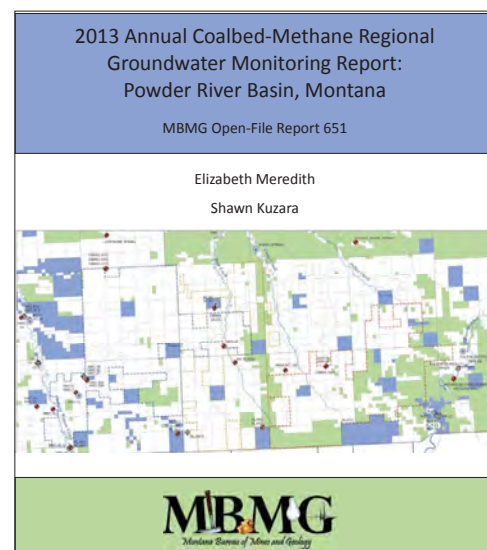 2013 Annual Coalbed-Methane Regional
Groundwater Monitoring Report:
Powder River Basin, Montana
MBMG Open-File Report 651
Elizabeth Meredith
Shawn Kuzara
MBMG
Montana Bureau of Mines and Geology